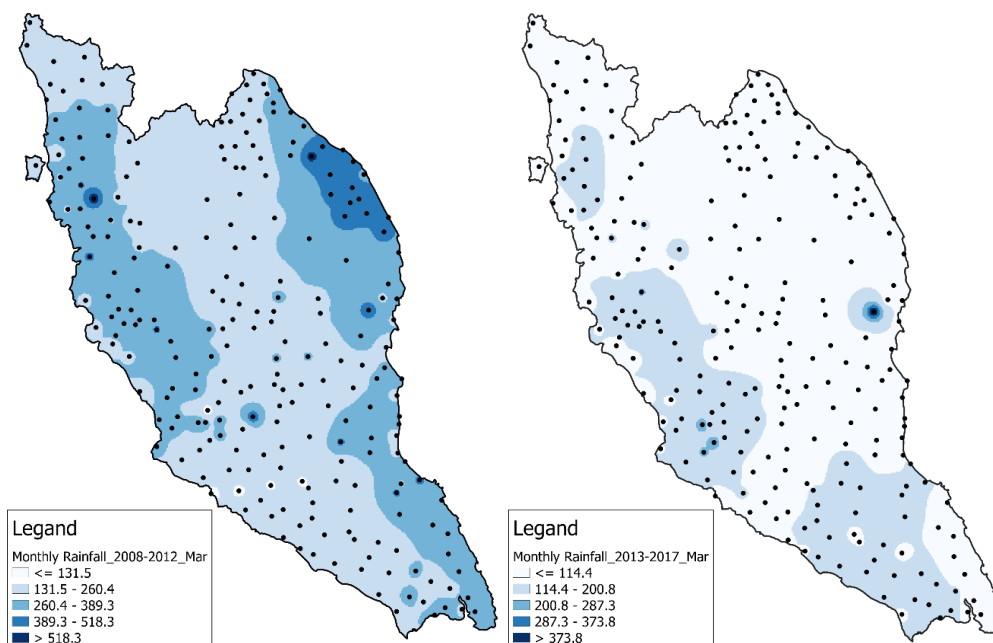 Legand
Monthly Rainfall_2008-2012_Mar
<= 131.5
131.5 - 260.4
260.4 - 389.3
389.3 - 518.3
> 518.3
Legand
Monthly Rainfall_2013-2017_Mar
<= 114.4
114.4 - 200.8
200.8 - 287.3
287.3 - 373.8
> 373.8